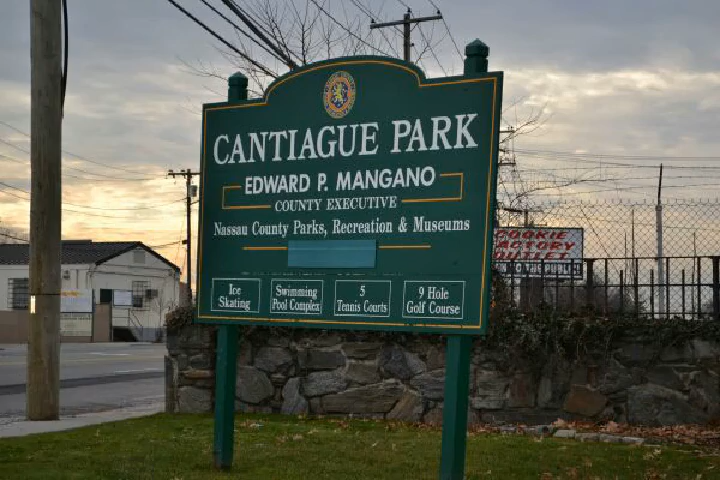 CANTIAGUE PARK
EDWARD P. MANGANO
COUNTY EXECUTIVE
Nassau County Parks, Recreation & Museums
Ice
Skating
Swimming
Pool Complex
5
Tennis Courts
9 Hole
Golf Course
COOKIE
FACTORY
OUTLET
TO THE PUBLIC